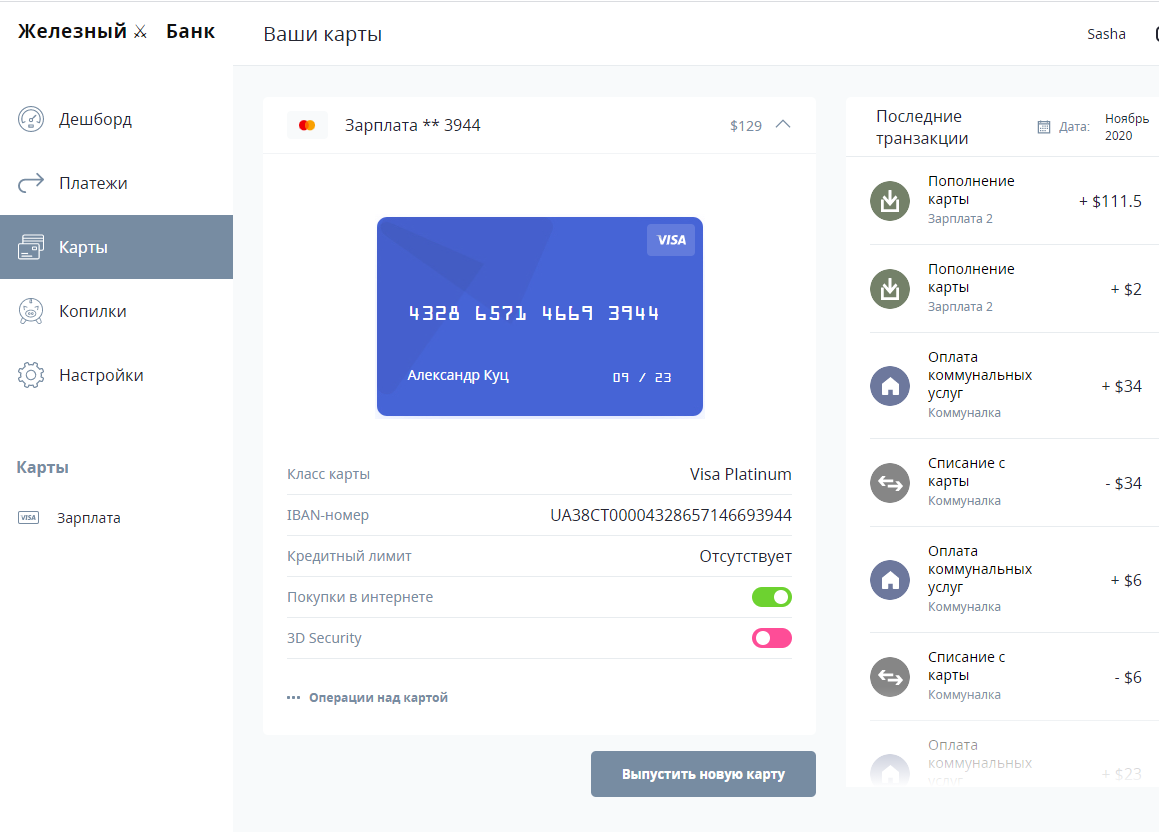 Железный ⚔ Банк
Ваши карты
Sasha
Дешборд
Платежи
Карты
Копилки
Настройки
Карты
VISA Зарплата
Зарплата ** 3944
$129
VISA
4328 6571 4669 3944
Александр Куц
09 / 23
Класс карты
Visa Platinum
IBAN-номер
UA38CT00004328657146693944
Кредитный лимит
Отсутствует
Покупки в интернете
3D Security
Операции над картой
Выпустить новую карту
Последние
транзакции
Дата:
Ноябрь
2020
Пополнение
карты
Зарплата 2
+ $111.5
Пополнение
карты
Зарплата 2
+ $2
Оплата
коммунальных
услуг
Коммуналка
+ $34
Списание с
карты
Коммуналка
- $34
Оплата
коммунальных
услуг
Коммуналка
+ $6
Списание с
карты
Коммуналка
- $6
Оплата
коммунальных
услуг
+ $23